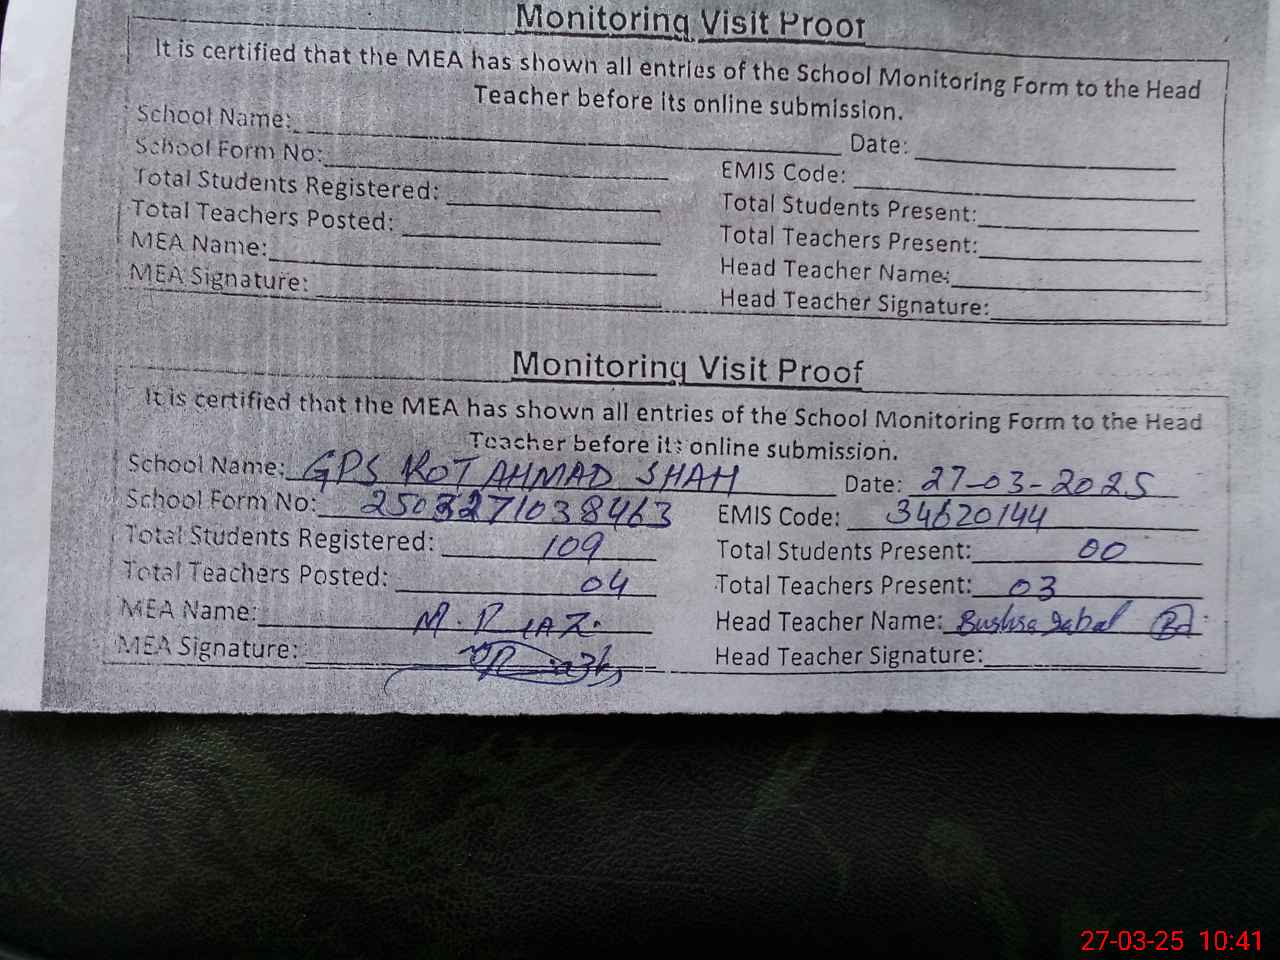 Monitoring Visit Proof
It is certified that the MEA has shown all entries of the School Monitoring Form to the Head
Teacher before its online submission.
School Name: Date:
School Form No: EMIS Code:
Total Students Registered: Total Students Present:
Total Teachers Posted: Total Teachers Present:
MEA Name: Head Teacher Name:
MEA Signature: Head Teacher Signature:
Monitoring Visit Proof
It is certified that the MEA has shown all entries of the School Monitoring Form to the Head
Teacher before its online submission.
School Name: GPS KOT AHMAD SHAH Date: 27-03-2025
School Form No: 2503271038463 EMIS Code: 34620144
Total Students Registered: 109 Total Students Present: 00
Total Teachers Posted: 04 Total Teachers Present: 03
MEA Name: M. RIAZ. Head Teacher Name: Bushra Iqbal
MEA Signature: Head Teacher Signature:
27-03-25 10:41